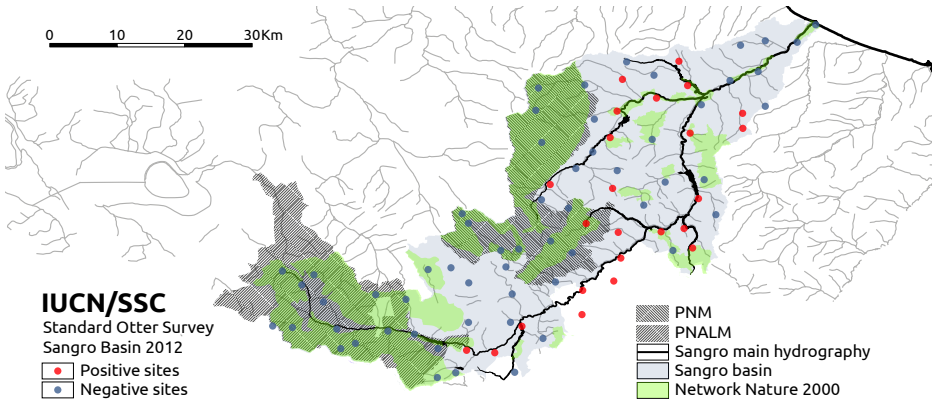 0 10 20 30Km
IUCN/SSC
Standard Otter Survey
Sangro Basin 2012
Positive sites
Negative sites
PNM
PNALM
Sangro main hydrography
Sangro basin
Network Nature 2000